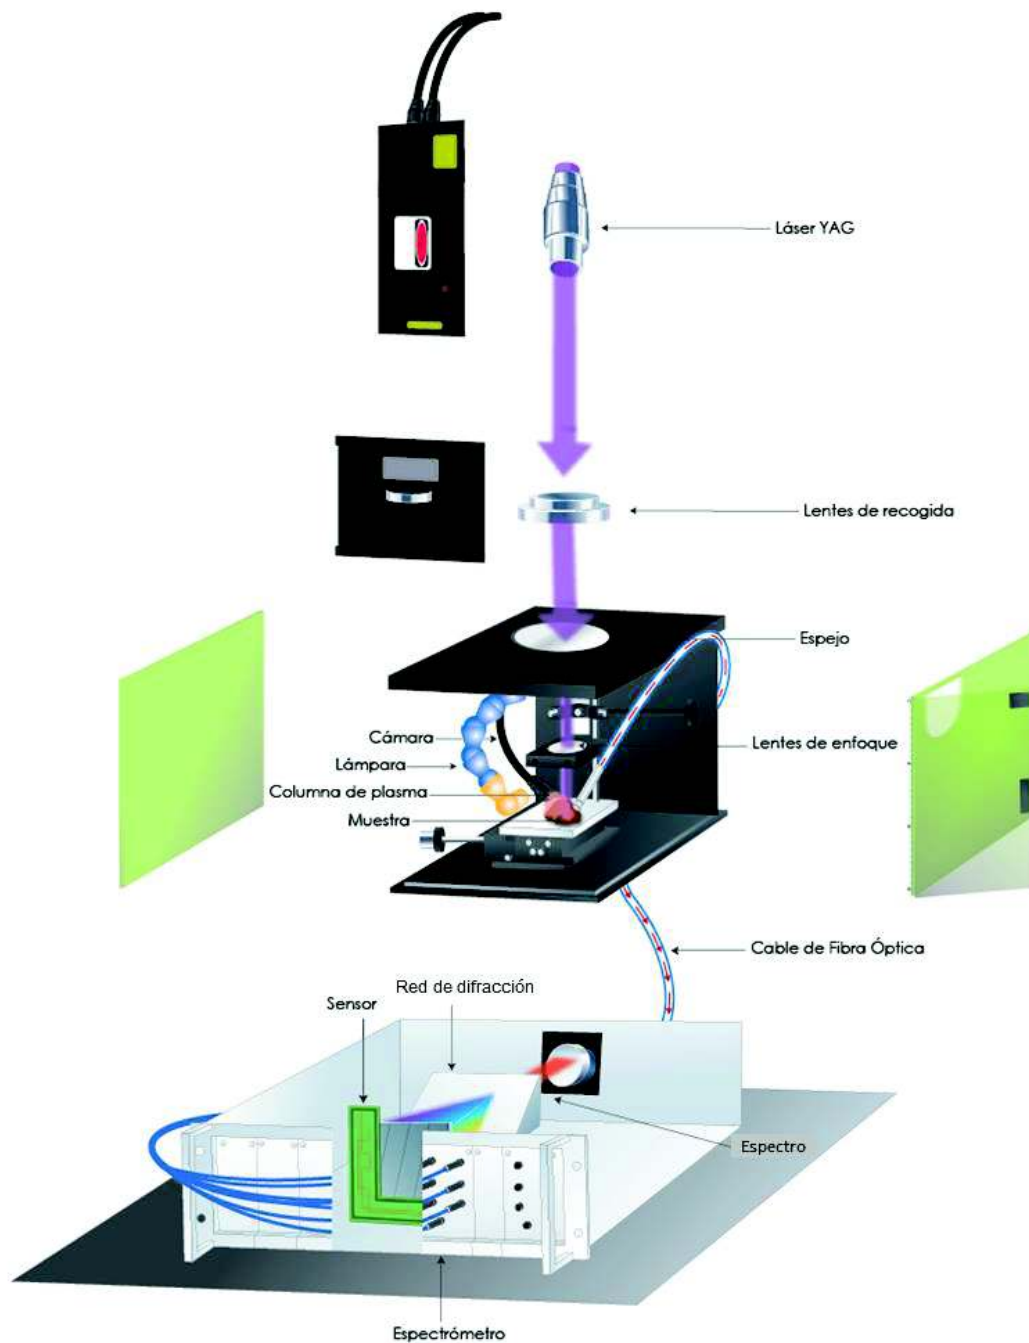 Láser YAG
Lentes de recogida
Espejo
Cámara
Lentes de enfoque
Lámpara
Columna de plasma
Muestra
Cable de Fibra Óptica
Red de difracción
Sensor
Espectro
Espectrómetro